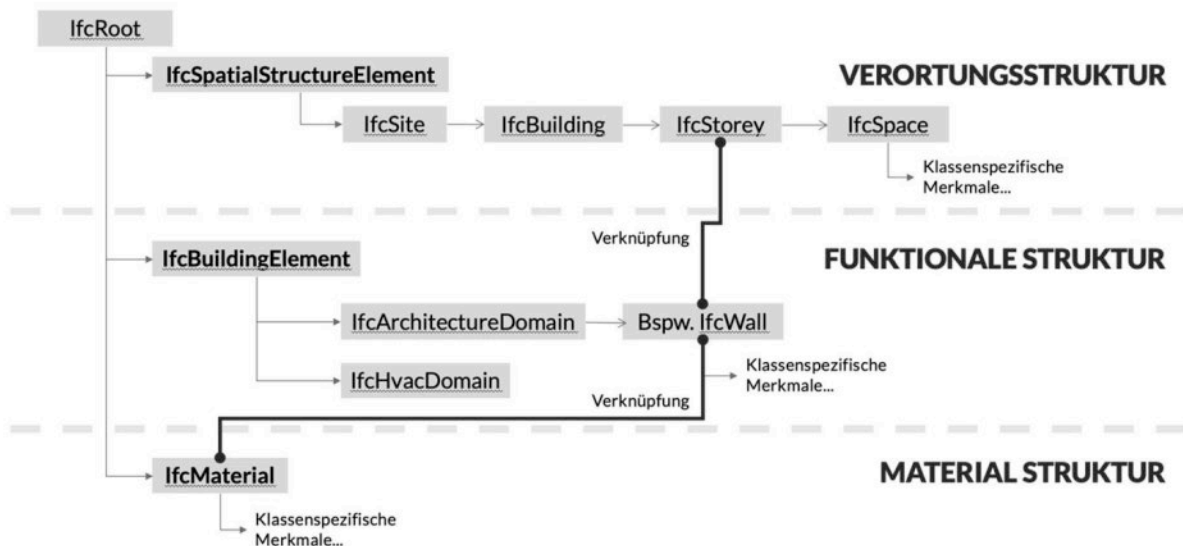 IfcRoot
IfcSpatialStructureElement
VERORTUNGSSTRUKTUR
IfcSite
IfcBuilding
IfcStorey
IfcSpace
Klassenspezifische
Merkmale...
Verknüpfung
IfcBuildingElement
FUNKTIONALE STRUKTUR
IfcArchitectureDomain
Bspw. IfcWall
IfcHvacDomain
Klassenspezifische
Merkmale...
Verknüpfung
IfcMaterial
MATERIAL STRUKTUR
Klassenspezifische
Merkmale...